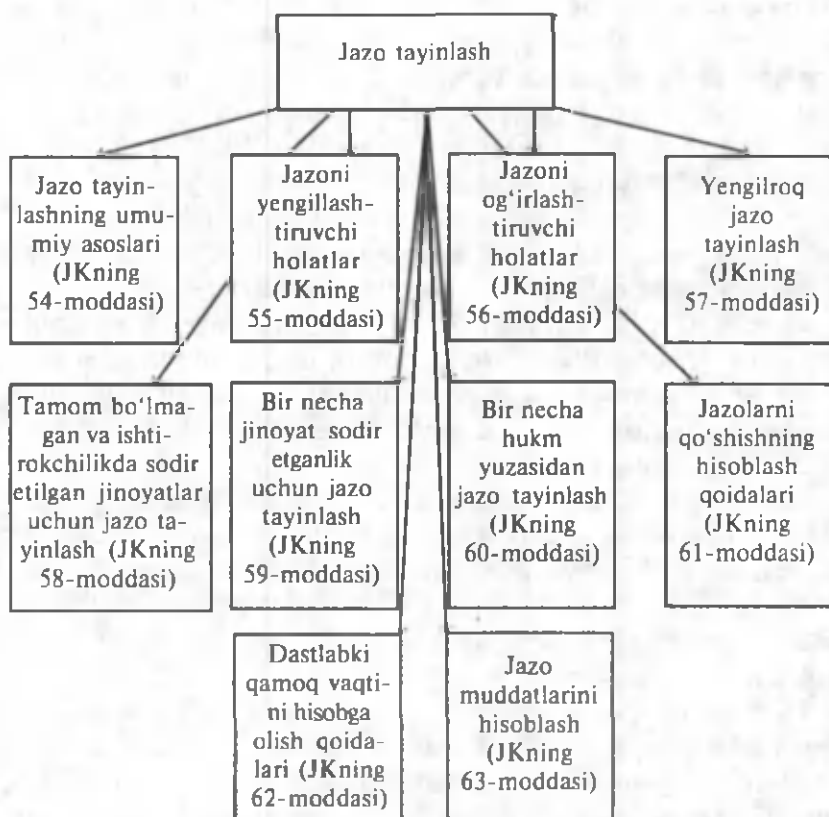 Jazo tayinlash
Jazo tayin-
lashning umu-
miy asoslari
(JKning
54-moddasi)
Jazoni
yengillash-
tiruvchi
holatlar
(JKning
55-moddasi)
Jazoni
og‘irlash-
tiruvchi
holatlar
(JKning
56-moddasi)
Yengilroq
jazo
tayinlash
(JKning
57-moddasi)
Tamom bo‘lma-
gan va ishti-
rokchilikda sodir
etilgan jinoyatlar
uchun jazo ta-
yinlash (JKning
58-moddasi)
Bir necha
jinoyat sodir
etganlik
uchun jazo
tayinlash
(JKning
59-moddasi)
Bir necha
hukm
yuzasidan
jazo tayinlash
(JKning
60-moddasi)
Jazolarni
qo‘shishning
hisoblash
qoidalari
(JKning
61-moddasi)
Dastlabki
qamoq vaqti-
ni hisobga
olish qoida-
lari (JKning
62-moddasi)
Jazo
muddatlarini
hisoblash
(JKning
63-moddasi)